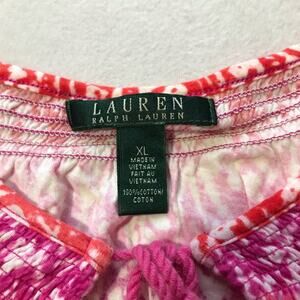 LAUREN
RALPH LAUREN
XL
MADE IN
VIETNAM
FAIT AU
VIETNAM
100% COTTON/
COTON